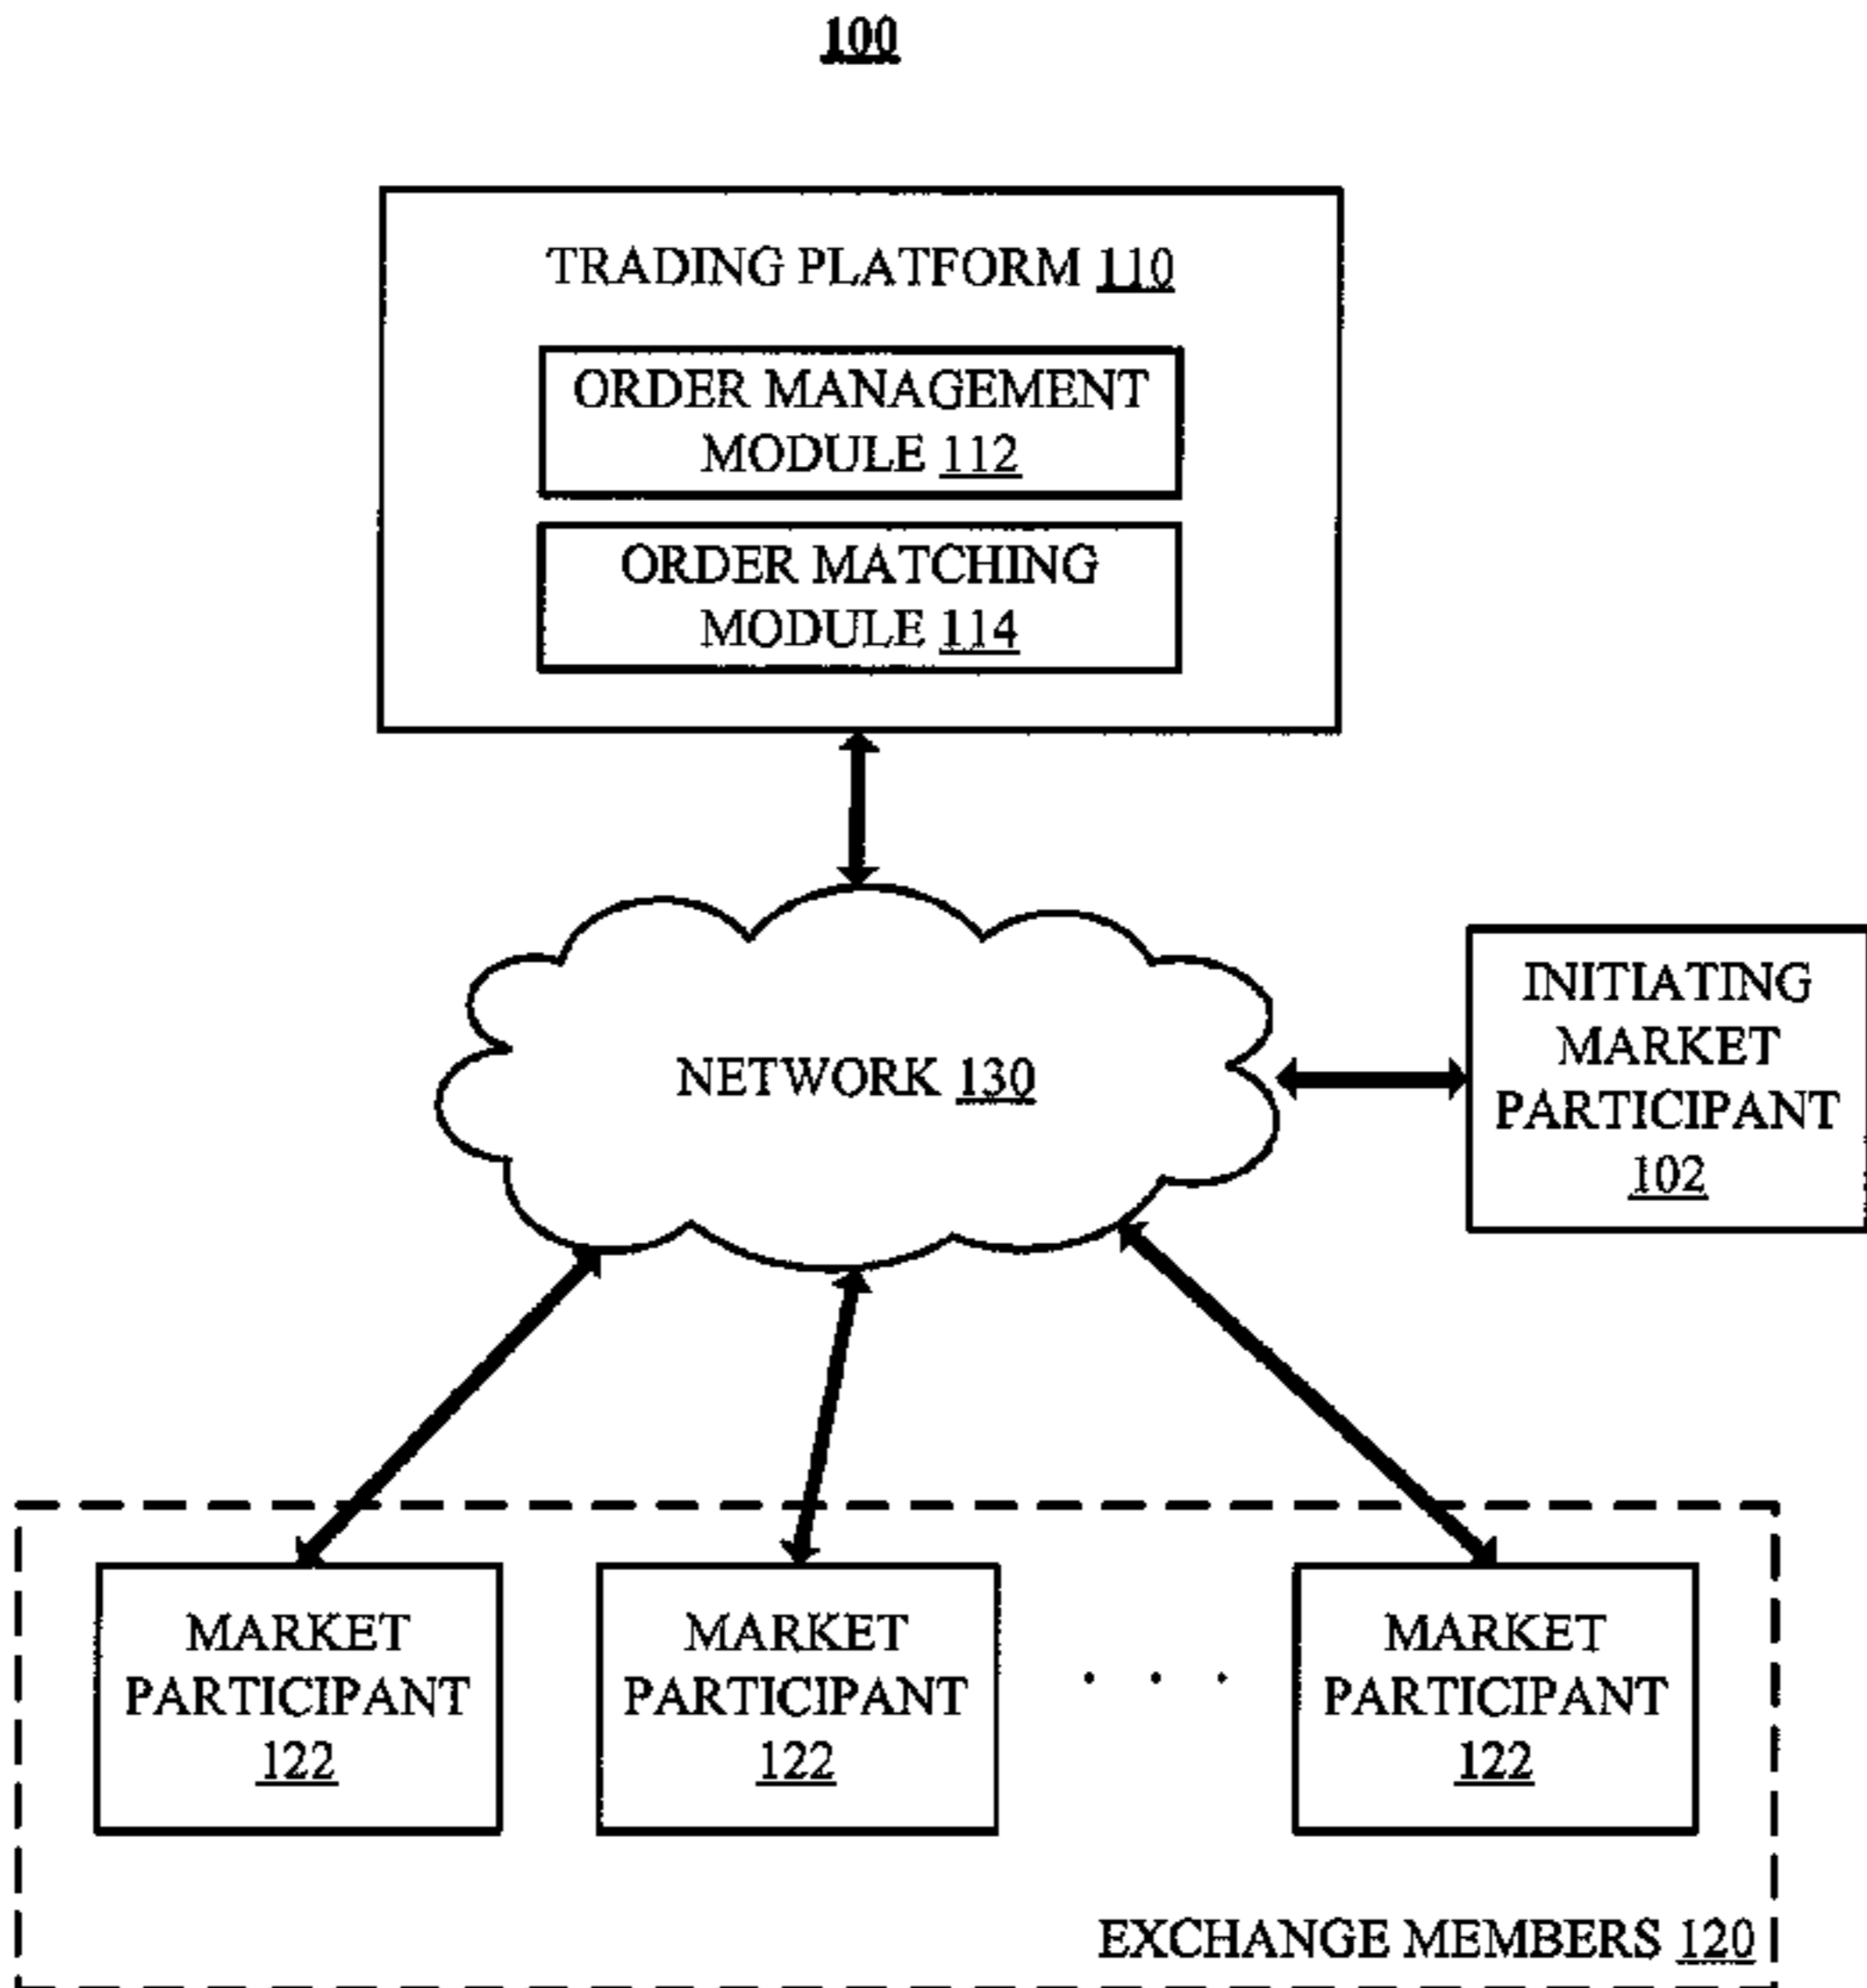 100
TRADING PLATFORM 110
ORDER MANAGEMENT
MODULE 112
ORDER MATCHING
MODULE 114
NETWORK 130
INITIATING
MARKET
PARTICIPANT
102
MARKET
PARTICIPANT
122
MARKET
PARTICIPANT
122
. . .
MARKET
PARTICIPANT
122
EXCHANGE MEMBERS 120